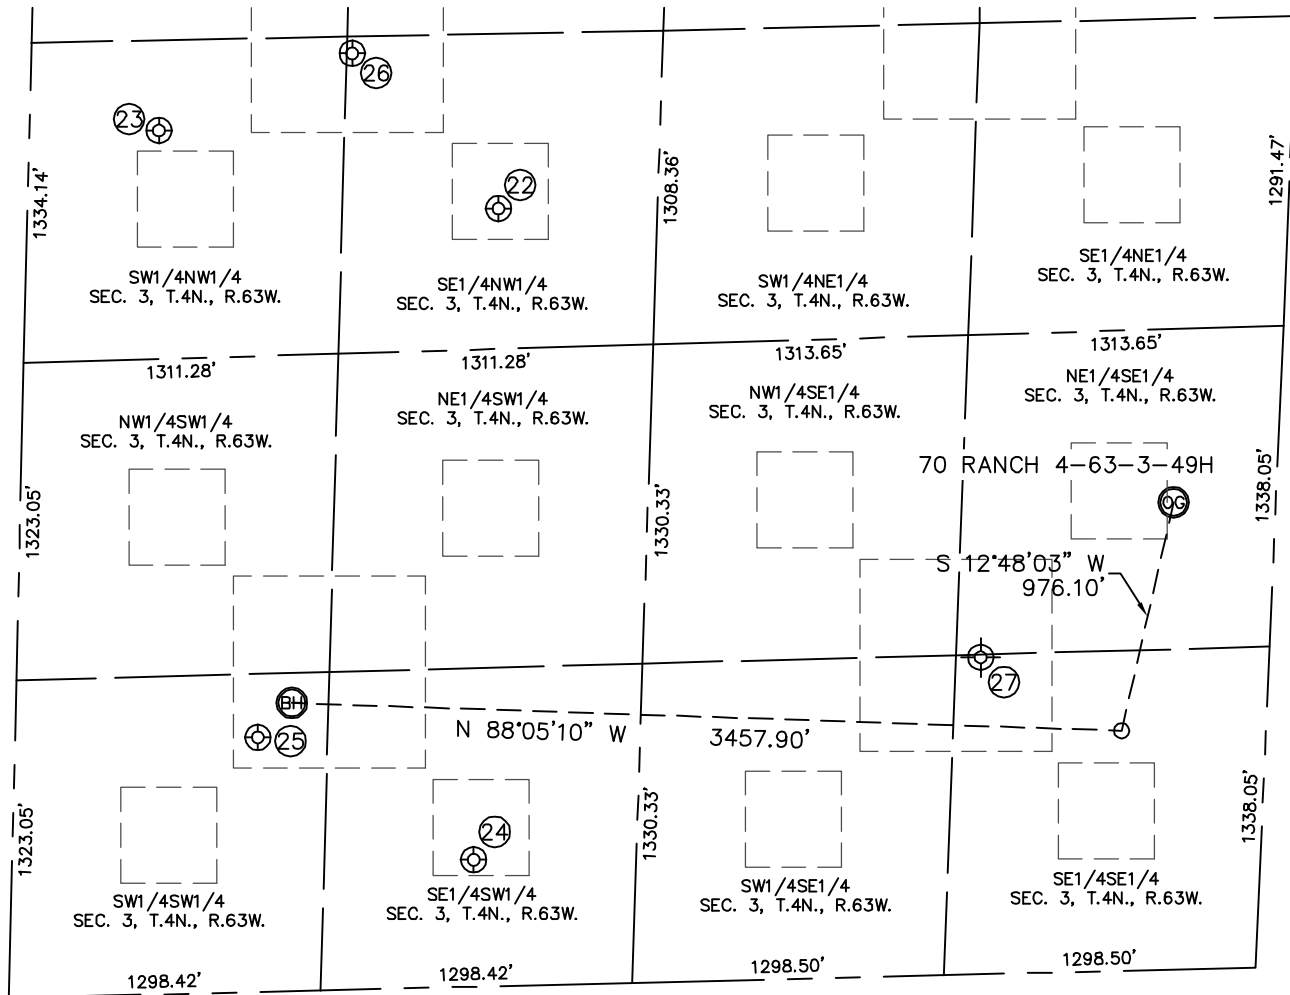 26
23
22
1334.14'
1308.36'
1291.47'
SW1/4NW1/4
SEC. 3, T.4N., R.63W.
SE1/4NW1/4
SEC. 3, T.4N., R.63W.
SW1/4NE1/4
SEC. 3, T.4N., R.63W.
SE1/4NE1/4
SEC. 3, T.4N., R.63W.
1311.28'
1311.28'
1313.65'
1313.65'
NW1/4SW1/4
SEC. 3, T.4N., R.63W.
NE1/4SW1/4
SEC. 3, T.4N., R.63W.
NW1/4SE1/4
SEC. 3, T.4N., R.63W.
NE1/4SE1/4
SEC. 3, T.4N., R.63W.
70 RANCH 4-63-3-49H
OG
1323.05'
1330.33'
1338.05'
S 12°48'03" W
976.10'
27
BH
25
N 88°05'10" W 3457.90'
1323.05'
24
1330.33'
1338.05'
SW1/4SW1/4
SEC. 3, T.4N., R.63W.
SE1/4SW1/4
SEC. 3, T.4N., R.63W.
SW1/4SE1/4
SEC. 3, T.4N., R.63W.
SE1/4SE1/4
SEC. 3, T.4N., R.63W.
1298.42'
1298.42'
1298.50'
1298.50'